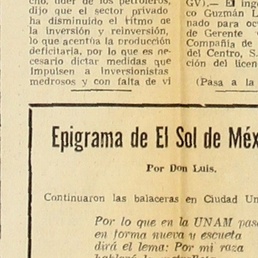 cho, líder de los petroleros,
dijo que el sector privado
ha disminuido el ritmo de
la inversión y reinversión,
lo que acentúa la producción
deficitaria, por lo que es ne-
cesario dictar medidas que
impulsen a inversionistas
medrosos y con falta de vi
GV).— El ing
co Guzmán L
nado para oc
de Gerente
Compañía de
del Centro, S.
ción del licen
(Pasa a la
Epigrama de El Sol de Méx
Por Don Luis.
Continuaron las balaceras en Ciudad Un
Por lo que en la UNAM pas
en forma nueva y escueta
dirá el lema: Por mi raza